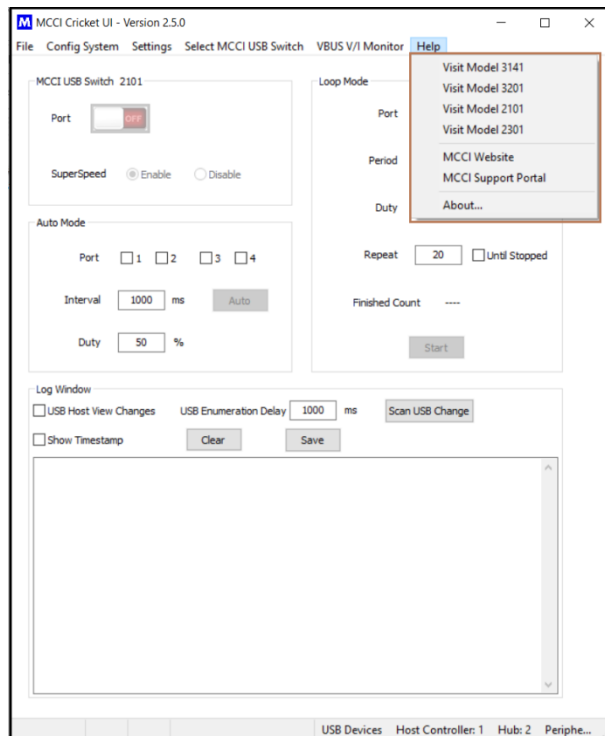 M MCCI Cricket UI - Version 2.5.0
File Config System Settings Select MCCI USB Switch VBUS V/I Monitor Help
Visit Model 3141
Visit Model 3201
Visit Model 2101
Visit Model 2301
MCCI Website
MCCI Support Portal
About...
MCCI USB Switch 2101
Port OFF
SuperSpeed Enable Disable
Auto Mode
Port 1 2 3 4
Interval 1000 ms Auto
Duty 50 %
Loop Mode
Port
Period
Duty
Repeat 20 Until Stopped
Finished Count ----
Start
Log Window
USB Host View Changes USB Enumeration Delay 1000 ms Scan USB Change
Show Timestamp Clear Save
USB Devices Host Controller: 1 Hub: 2 Periphe...